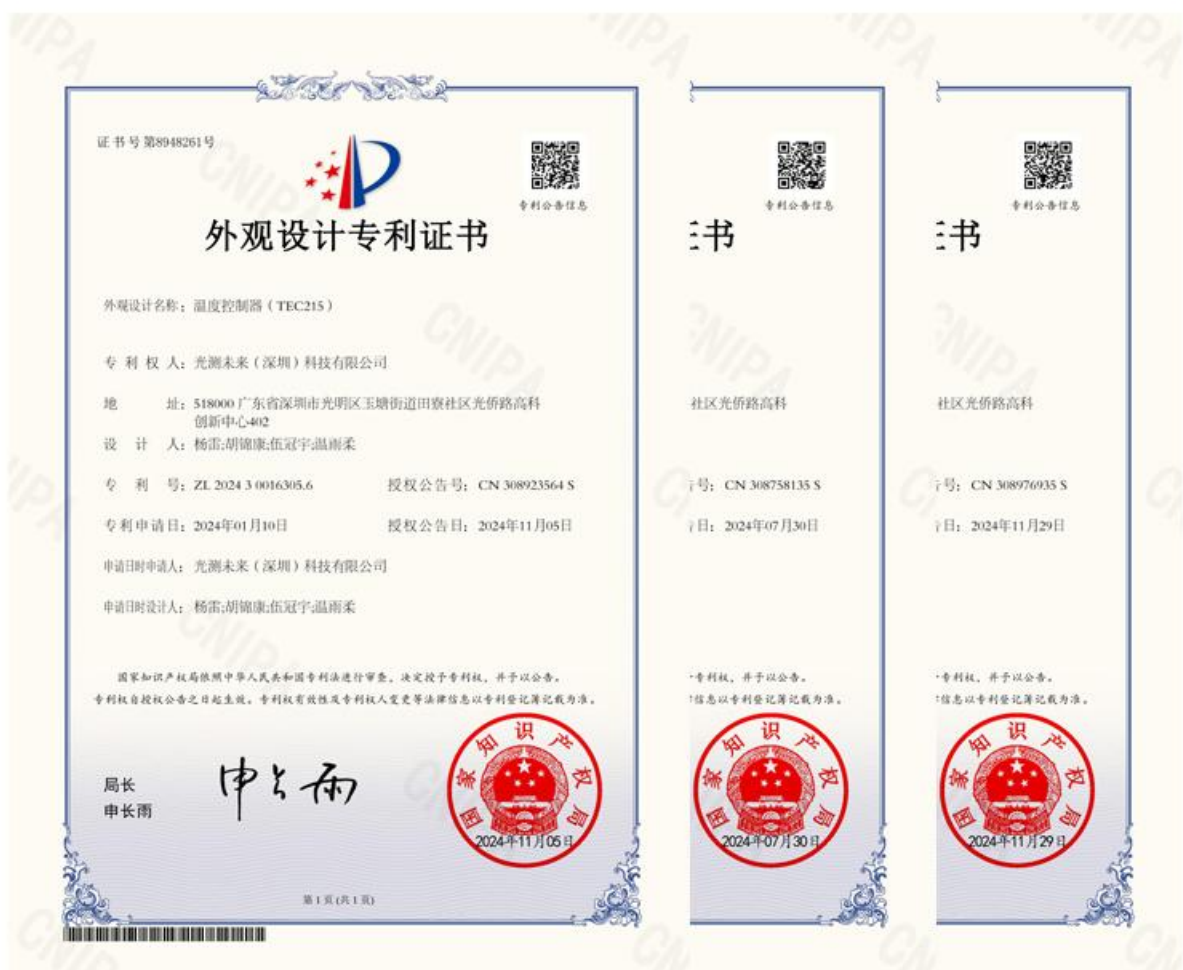 证书号第8948261号
专利公告信息
外观设计专利证书
外观设计名称：温度控制器（TEC215）
专利权人：光测未来（深圳）科技有限公司
地址：518000 广东省深圳市光明区玉塘街道田寮社区光侨路高科
创新中心402
设计人：杨雷;胡锦康;伍冠宇;温雨柔
专利号：ZL 2024 3 0016305.6 授权公告号：CN 308923564 S
专利申请日：2024年01月10日 授权公告日：2024年11月05日
申请日时申请人：光测未来（深圳）科技有限公司
申请日时设计人：杨雷;胡锦康;伍冠宇;温雨柔
国家知识产权局依照中华人民共和国专利法进行审查，决定授予专利权，并予以公告。
专利权自授权公告之日起生效。专利权有效性及专利权人变更等法律信息以专利登记簿记载为准。
局长
申长雨
申长雨
国家知识产权局
2024年11月05日
第 1 页 (共 1 页)
专利公告信息
书
社区光侨路高科
号：CN 308758135 S
日：2024年07月30日
专利权，并予以公告。
信息以专利登记簿记载为准。
国家知识产权局
2024年07月30日
专利公告信息
书
社区光侨路高科
号：CN 308976935 S
日：2024年11月29日
专利权，并予以公告。
信息以专利登记簿记载为准。
国家知识产权局
2024年11月29日
CNIPA